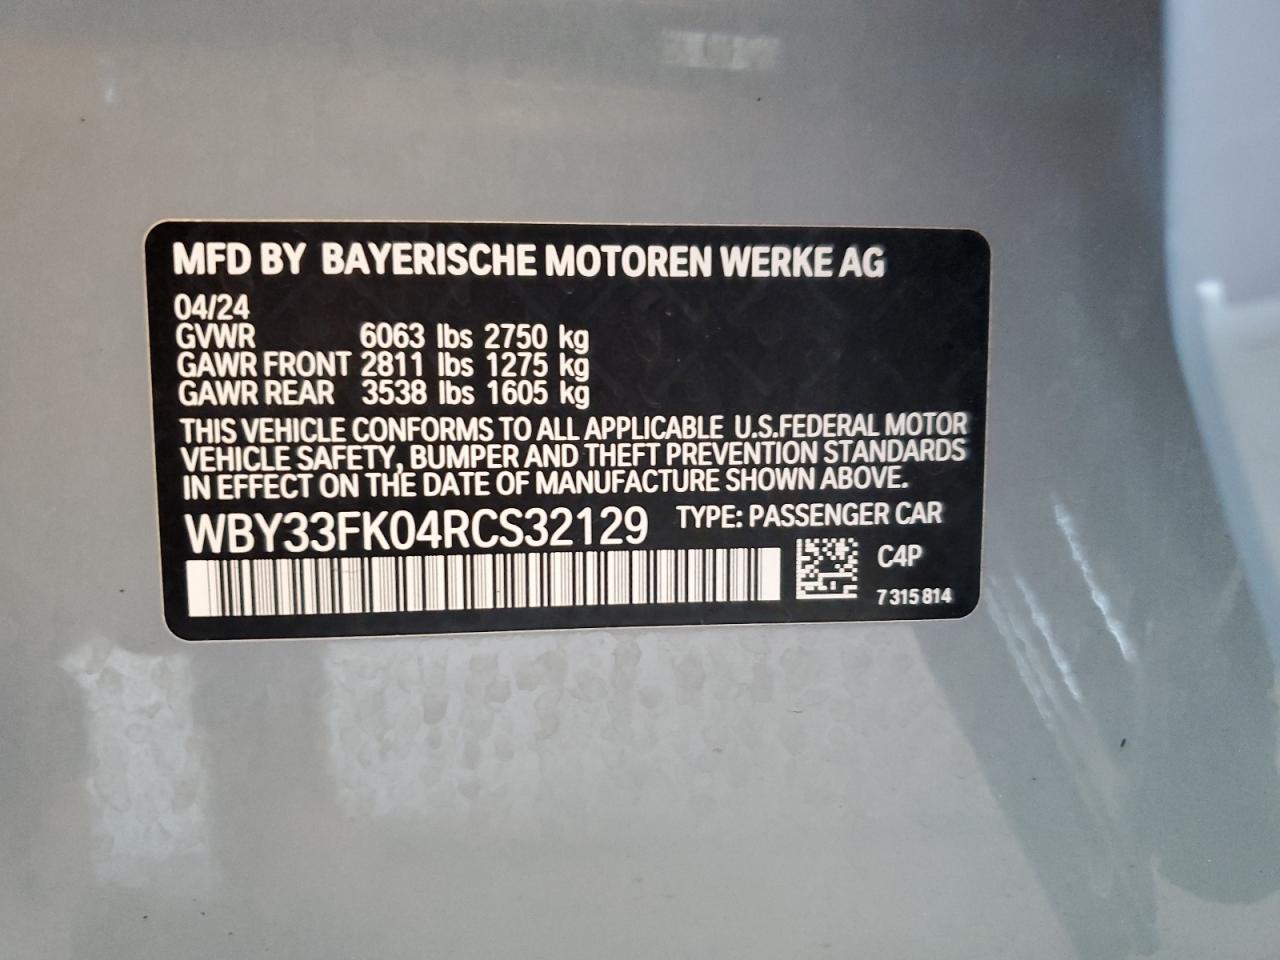 MFD BY BAYERISCHE MOTOREN WERKE AG
04/24
GVWR 6063 lbs 2750 kg
GAWR FRONT 2811 lbs 1275 kg
GAWR REAR 3538 lbs 1605 kg
THIS VEHICLE CONFORMS TO ALL APPLICABLE U.S.FEDERAL MOTOR
VEHICLE SAFETY, BUMPER AND THEFT PREVENTION STANDARDS
IN EFFECT ON THE DATE OF MANUFACTURE SHOWN ABOVE.
WBY33FK04RCS32129 TYPE: PASSENGER CAR
C4P
7 315 814